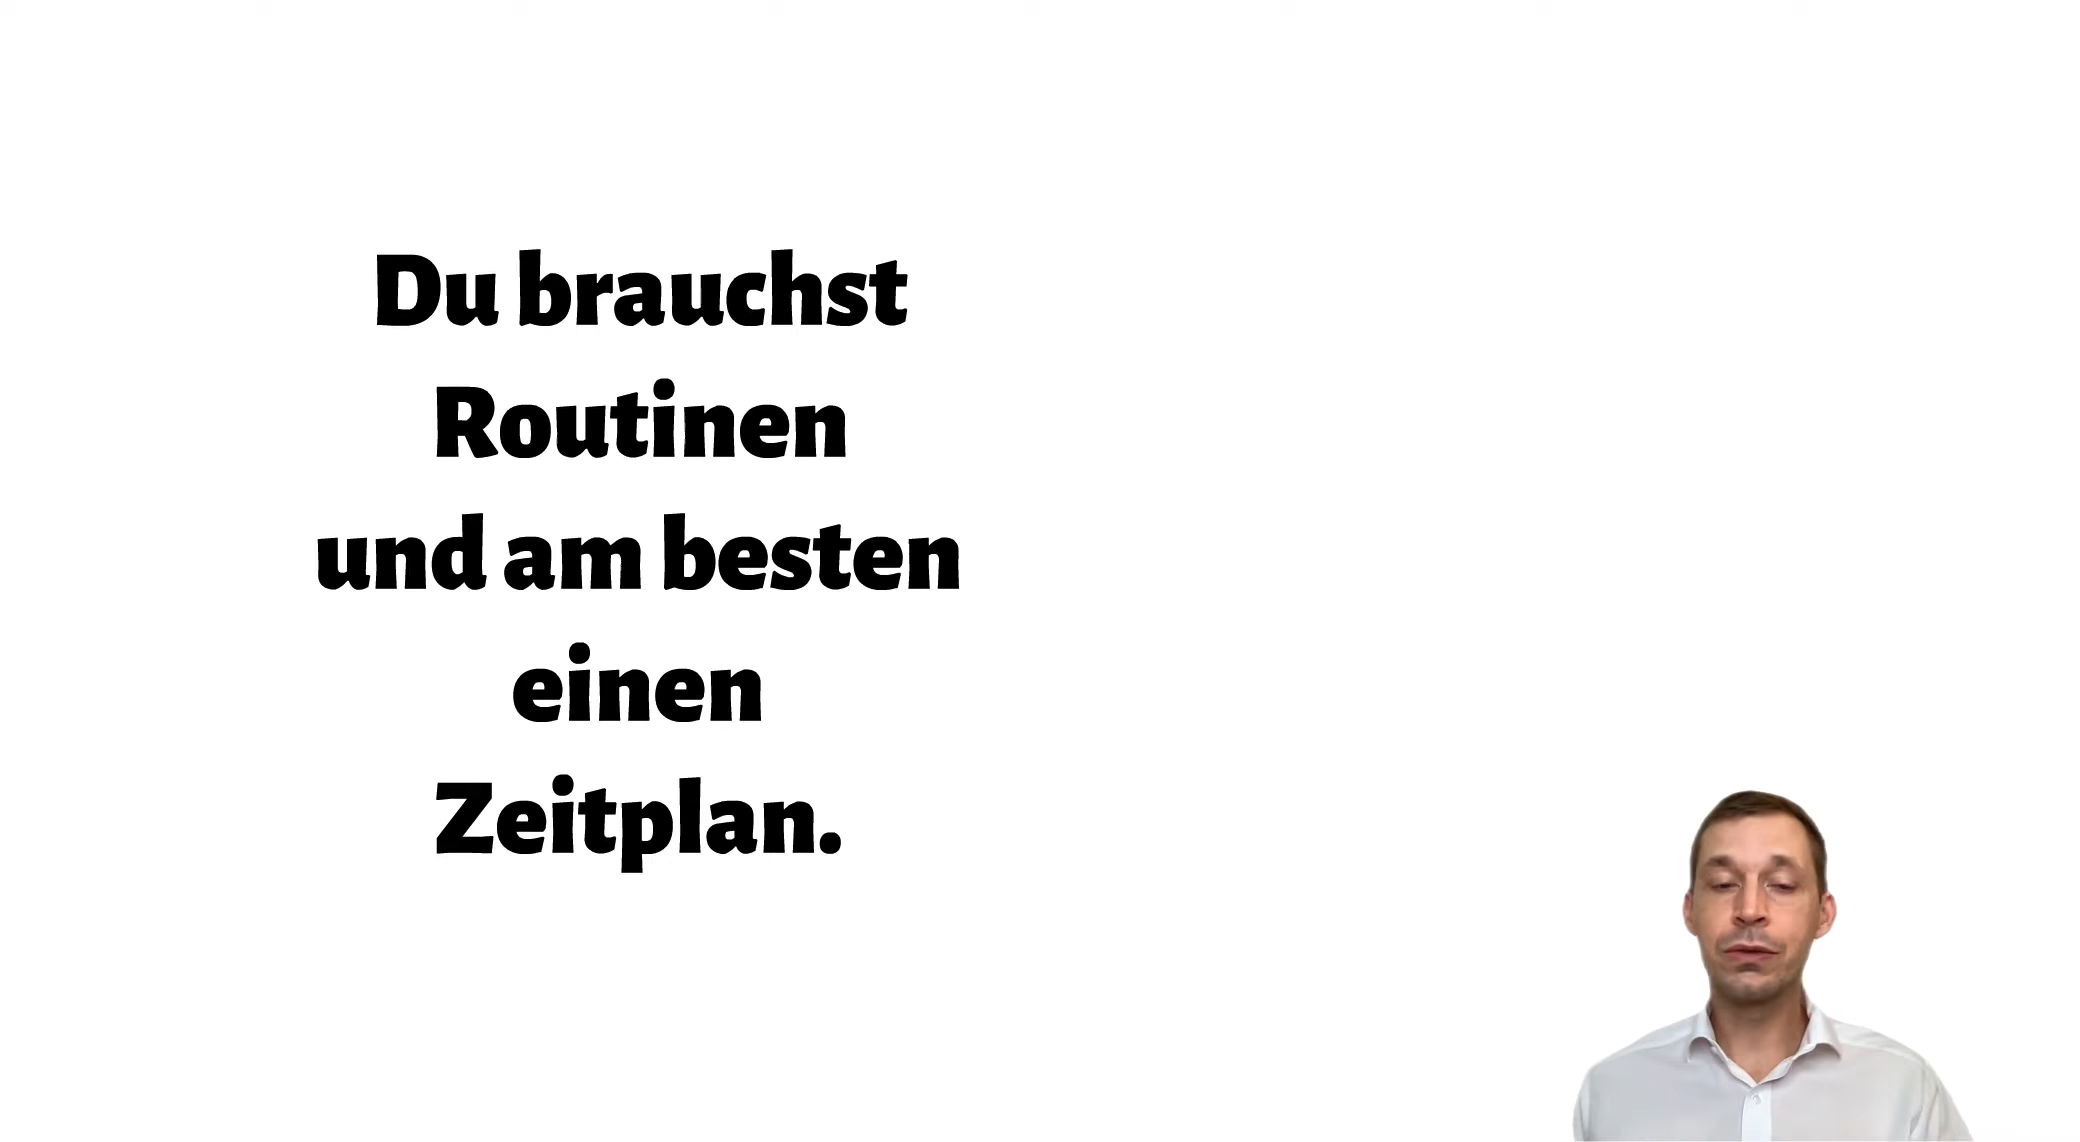 Du brauchst
Routinen
und am besten
einen
Zeitplan.